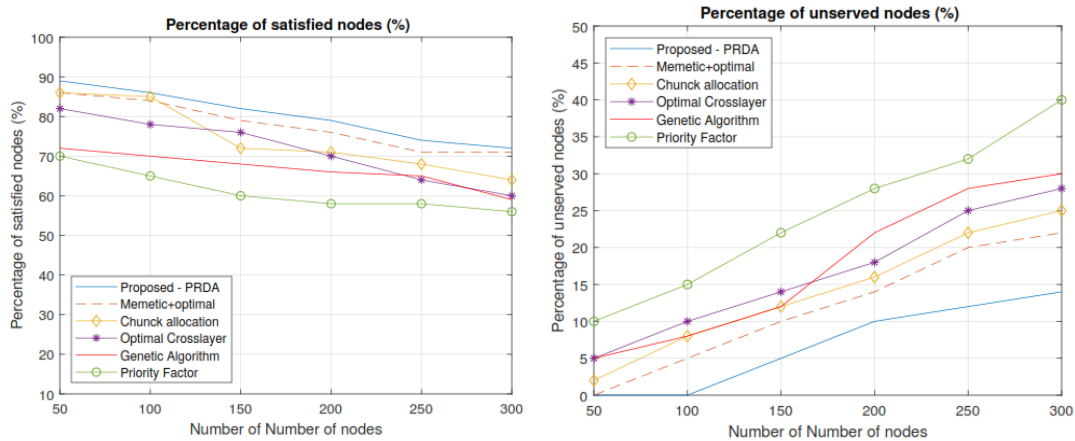 Percentage of satisfied nodes (%)
100
90
80
70
60
50
40
30
20
10
Percentage of satisfied nodes (%)
Proposed - PRDA
Memetic+optimal
Chunck allocation
Optimal Crosslayer
Genetic Algorithm
Priority Factor
50 100 150 200 250 300
Number of Number of nodes
Percentage of unserved nodes (%)
50
45
40
35
30
25
20
15
10
5
0
Percentage of unserved nodes (%)
Proposed - PRDA
Memetic+optimal
Chunck allocation
Optimal Crosslayer
Genetic Algorithm
Priority Factor
50 100 150 200 250 300
Number of Number of nodes